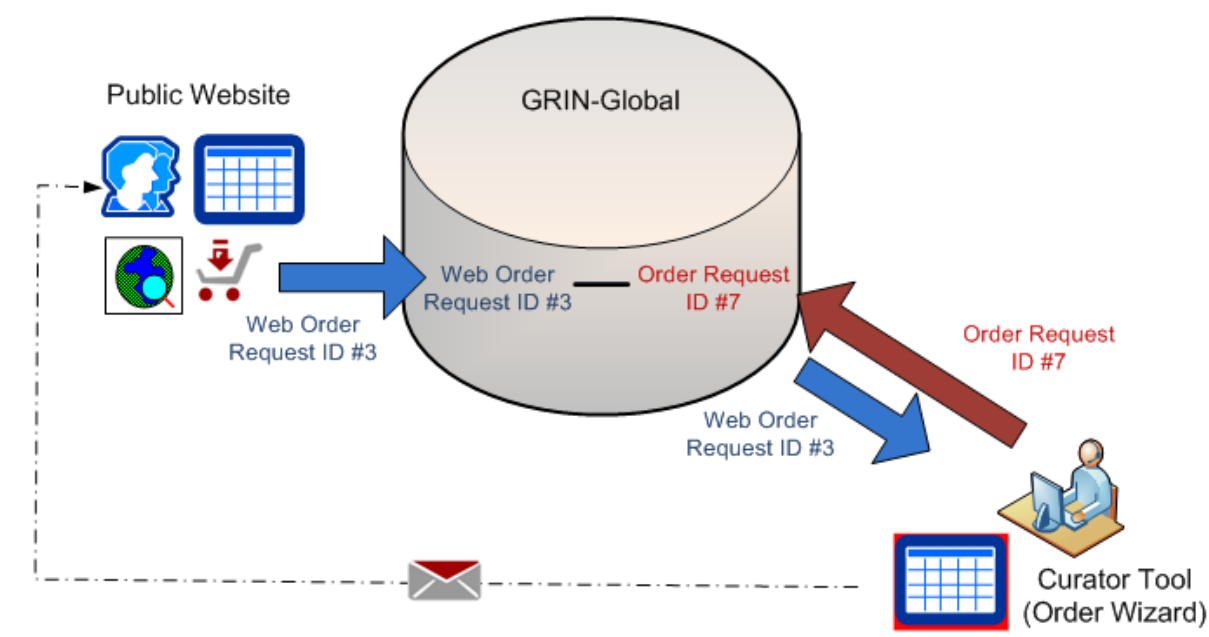 Public Website
GRIN-Global
Web Order
Request ID #3
Order Request
ID #7
Web Order
Request ID #3
Order Request
ID #7
Web Order
Request ID #3
Curator Tool
(Order Wizard)